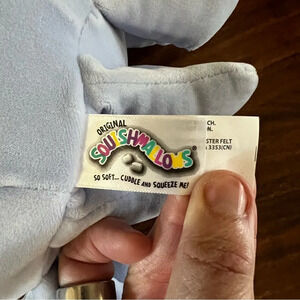 ORIGINAL
SQUISHMALLOWS®
SO SOFT... CUDDLE AND SQUEEZE ME!
CH.
N.
STER FELT
3353(CN)